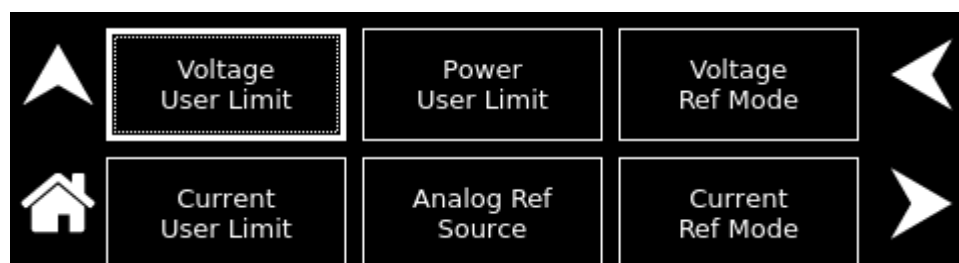 Voltage
User Limit
Power
User Limit
Voltage
Ref Mode
Current
User Limit
Analog Ref
Source
Current
Ref Mode